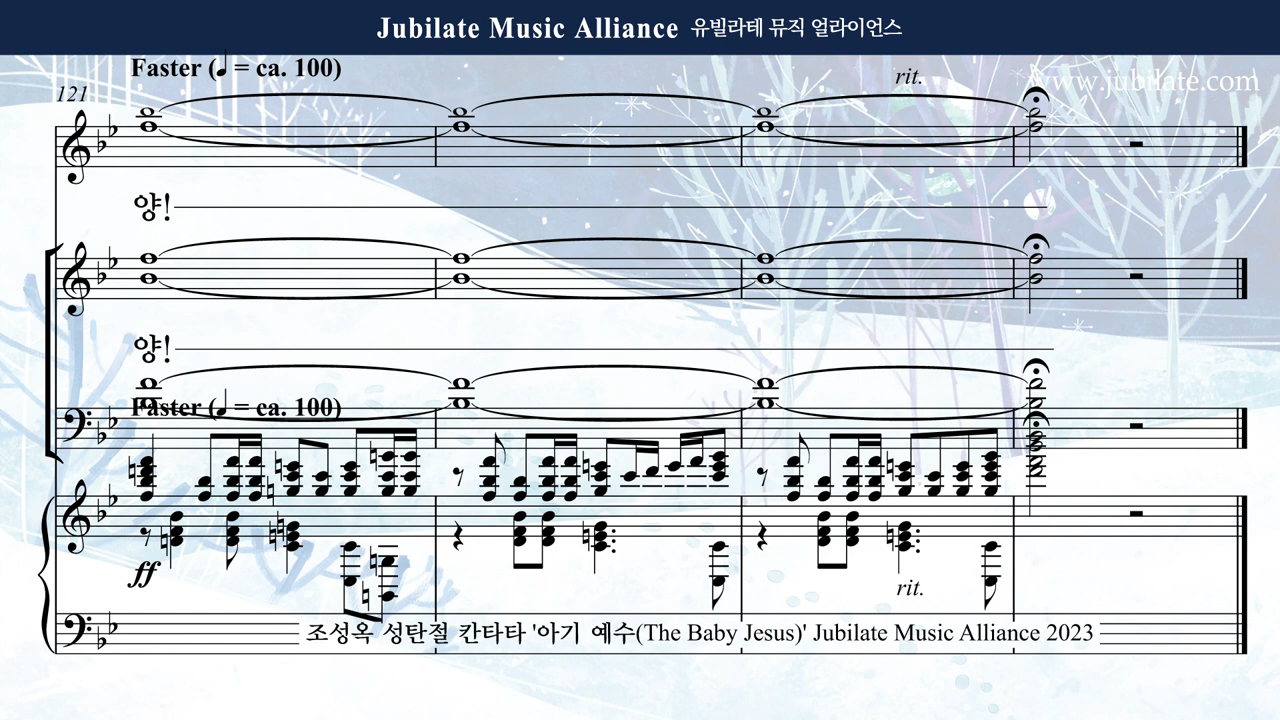 Jubilate Music Alliance 유빌라테 뮤직 얼라이언스
www.jubilate.com
Faster (♩ = ca. 100)
rit.
121
양!
양!
Faster (♩ = ca. 100)
ff
rit.
조성옥 성탄절 칸타타 '아기 예수(The Baby Jesus)' Jubilate Music Alliance 2023